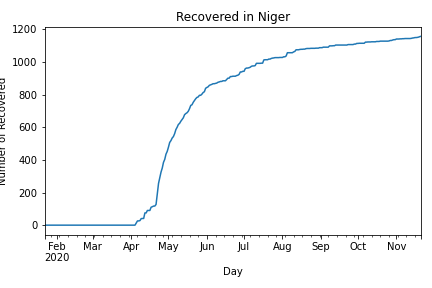 Recovered in Niger
Number of Recovered
1200
1000
800
600
400
200
0
Feb Mar Apr May Jun Jul Aug Sep Oct Nov
2020
Day